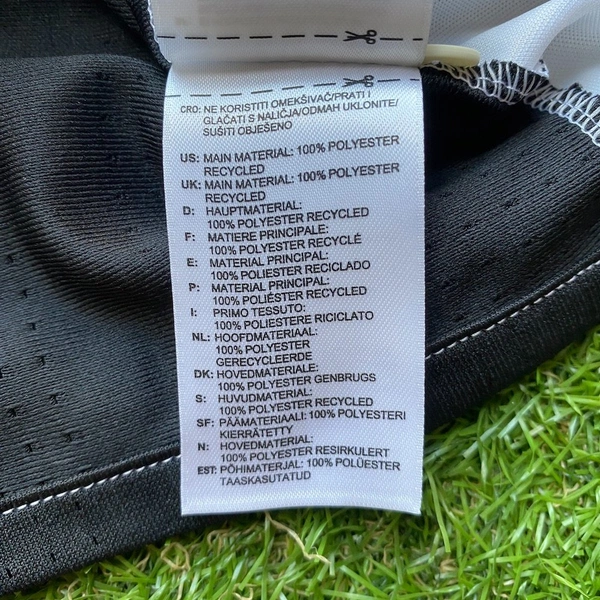 CRO: NE KORISTITI OMEKŠIVAČ/PRATI I
GLAČATI S NALIČJA/ODMAH UKLONITE/
SUŠITI OBJEŠENO
US: MAIN MATERIAL: 100% POLYESTER
RECYCLED
UK: MAIN MATERIAL: 100% POLYESTER
RECYCLED
D: HAUPTMATERIAL:
100% POLYESTER RECYCLED
F: MATIERE PRINCIPALE:
100% POLYESTER RECYCLÉ
E: MATERIAL PRINCIPAL:
100% POLIESTER RECICLADO
P: MATERIAL PRINCIPAL:
100% POLIÉSTER RECYCLED
I: PRIMO TESSUTO:
100% POLIESTERE RICICLATO
NL: HOOFDMATERIAAL:
100% POLYESTER
GERECYCLEERDE
DK: HOVEDMATERIALE:
100% POLYESTER GENBRUGS
S: HUVUDMATERIAL:
100% POLYESTER RECYCLED
SF: PÄÄMATERIAALI: 100% POLYESTERI
KIERRÄTETTY
N: HOVEDMATERIAL:
100% POLYESTER RESIRKULERT
EST: PÕHIMATERJAL: 100% POLÜESTER
TAASKASUTATUD